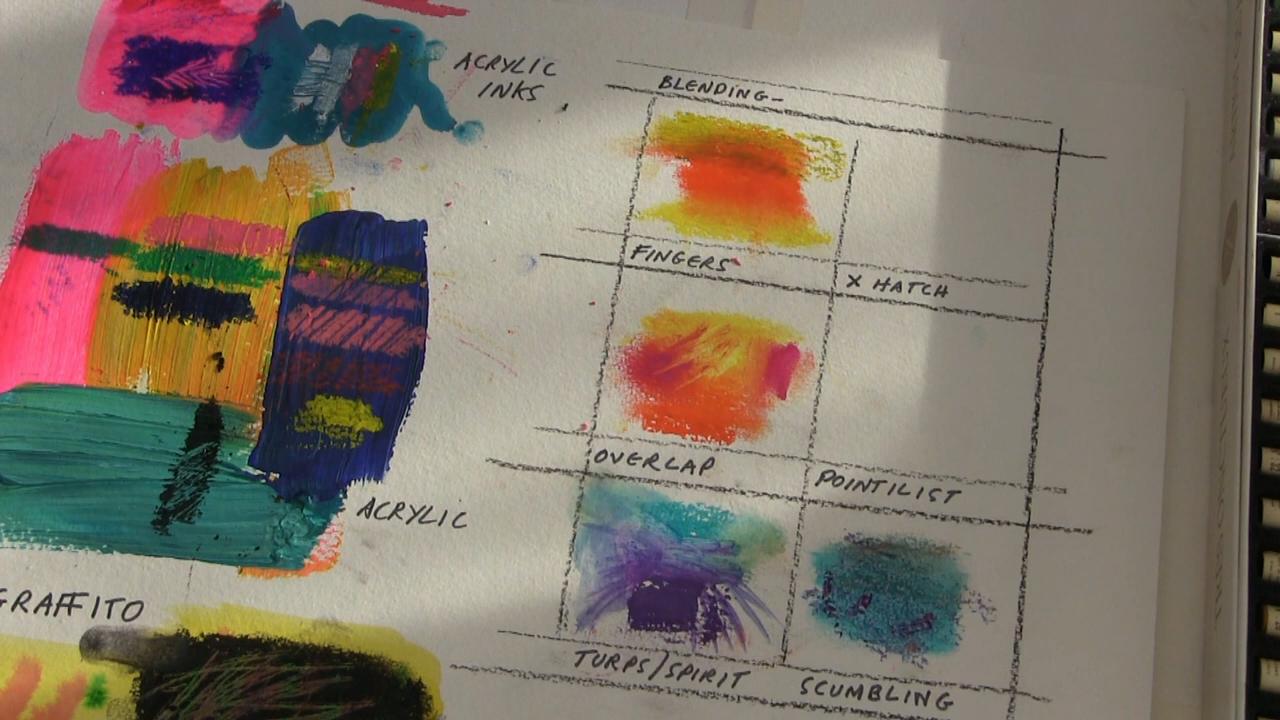 ACRYLIC
INKS
BLENDING-
FINGERS
X HATCH
OVERLAP
POINTILIST
ACRYLIC
GRAFFITO
TURPS/SPIRIT
SCUMBLING